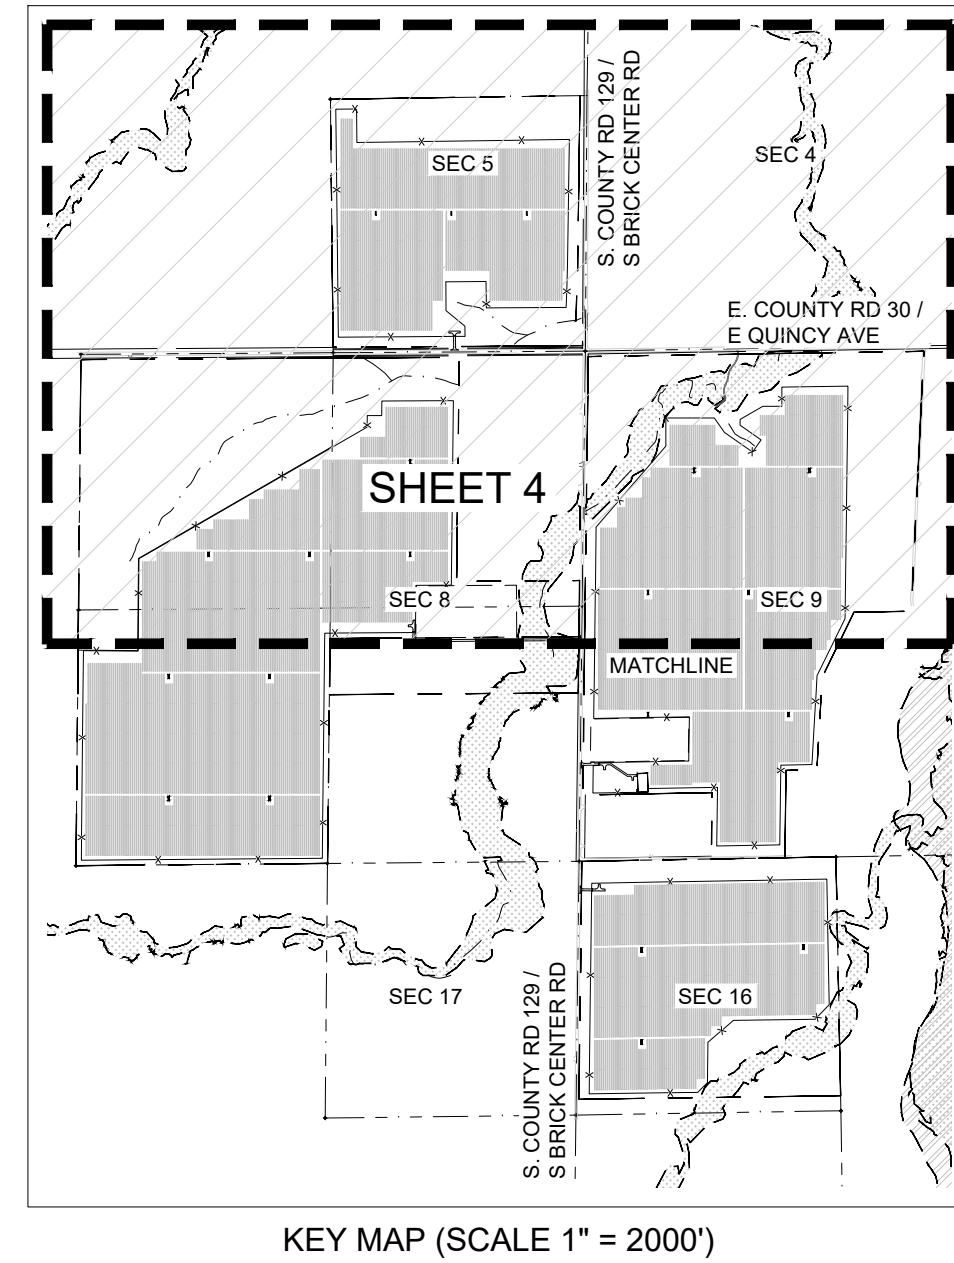 S. COUNTY RD 129 /
S BRICK CENTER RD
SEC 5
SEC 4
E. COUNTY RD 30 /
E QUINCY AVE
SHEET 4
SEC 8
SEC 9
MATCHLINE
SEC 17
SEC 16
S. COUNTY RD 129 /
S BRICK CENTER RD
KEY MAP (SCALE 1" = 2000')